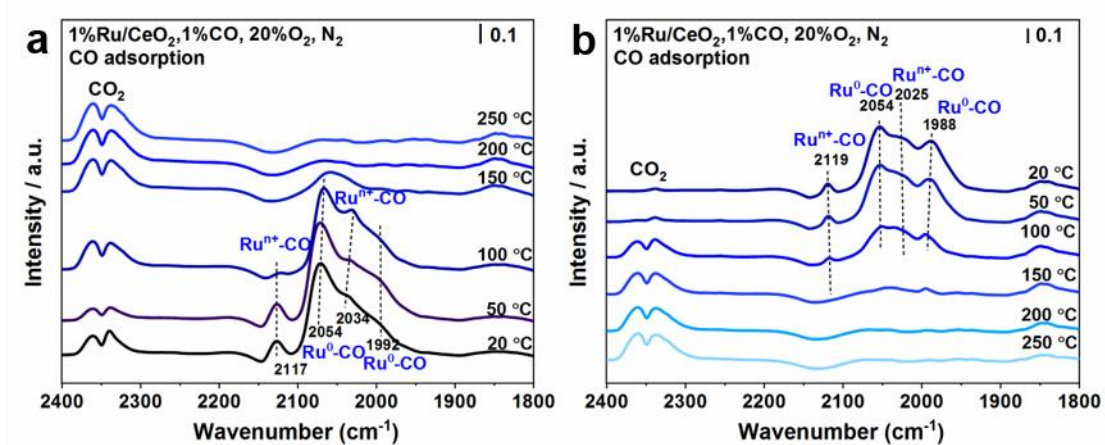 a
1%Ru/CeO₂,1%CO, 20%O₂, N₂
CO adsorption
0.1
CO₂
250 °C
200 °C
150 °C
Ruⁿ⁺-CO
Ruⁿ⁺-CO
100 °C
50 °C
2054
2034
1992
20 °C
Ru⁰-CO
2117
Ru⁰-CO
Intensity / a.u.
2400 2300 2200 2100 2000 1900 1800
Wavenumber (cm⁻¹)
b
1%Ru/CeO₂,1%CO, 20%O₂, N₂
CO adsorption
0.1
Ruⁿ⁺-CO
Ru⁰-CO
2054
2025
Ru⁰-CO
1988
Ruⁿ⁺-CO
2119
CO₂
20 °C
50 °C
100 °C
150 °C
200 °C
250 °C
Intensity / a.u.
2400 2300 2200 2100 2000 1900 1800
Wavenumber (cm⁻¹)